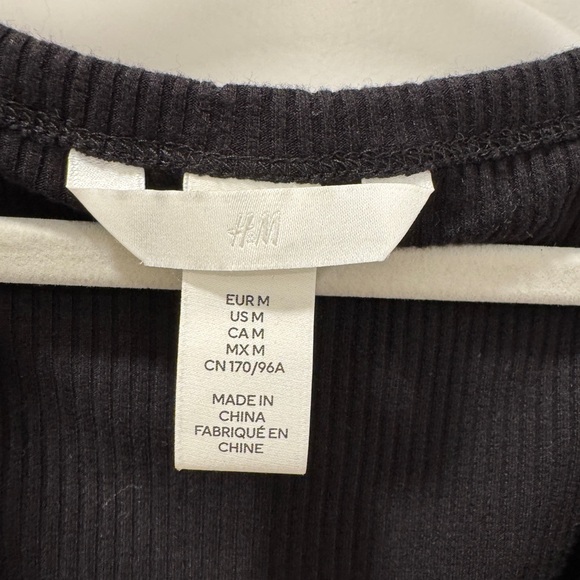 H&M
EUR M
US M
CA M
MX M
CN 170/96A
MADE IN
CHINA
FABRIQUÉ EN
CHINE